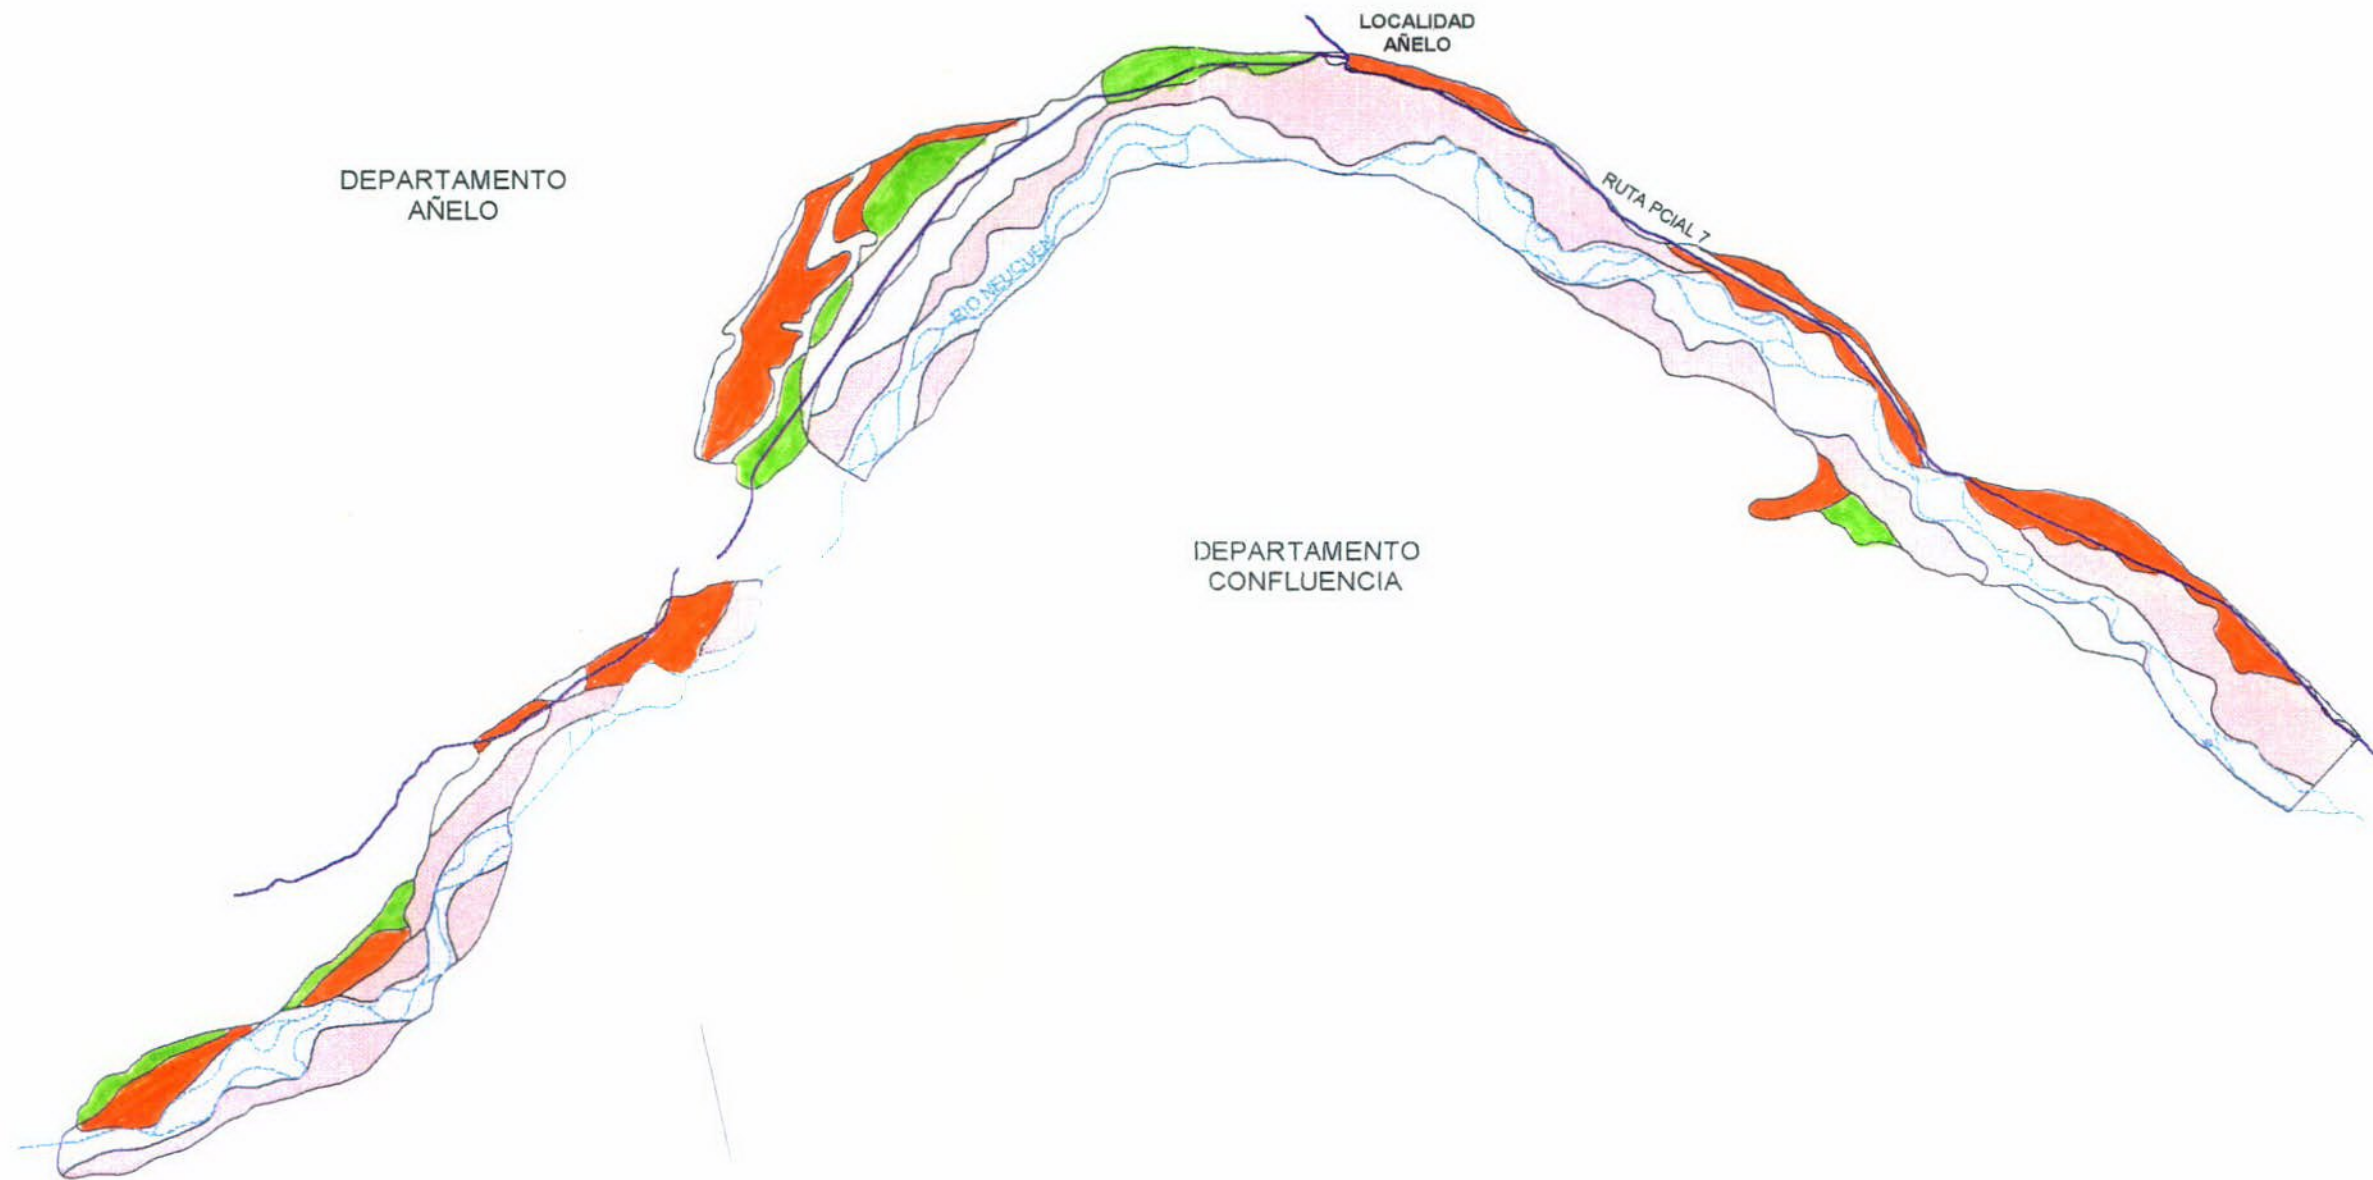 LOCALIDAD
AÑELO
DEPARTAMENTO
AÑELO
RUTA PCIAL 7
RIO NEUQUEN
DEPARTAMENTO
CONFLUENCIA